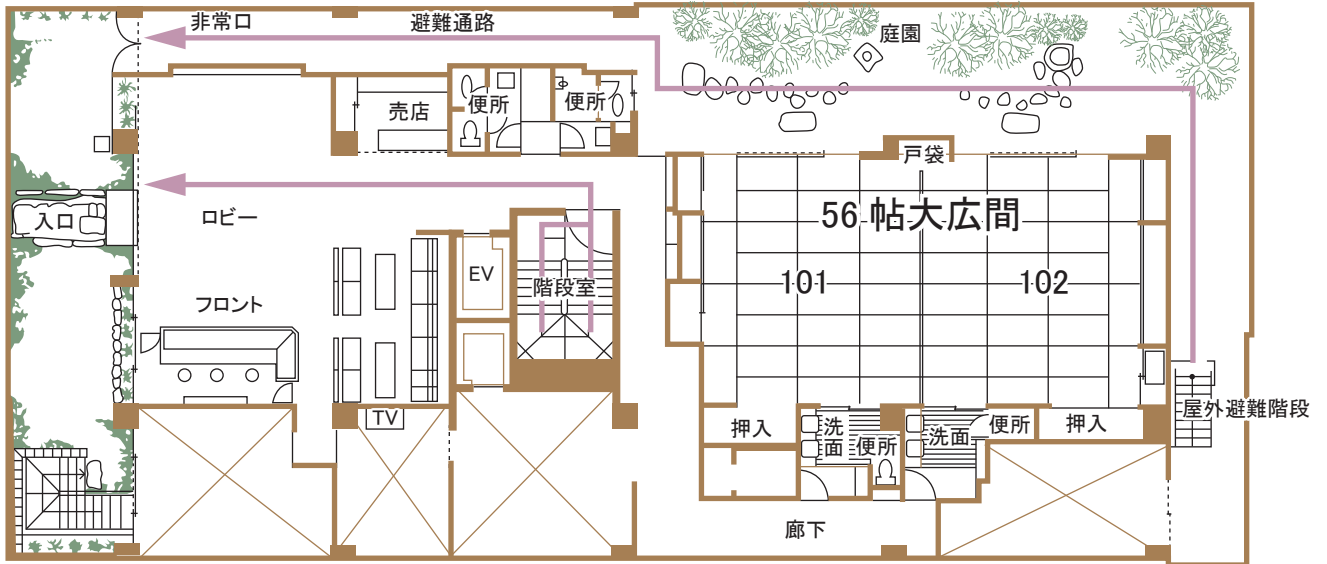 非常口
避難通路
庭園
売店
便所
便所
戸袋
入口
ロビー
56 帖大広間
EV
階段室
101
102
フロント
TV
押入
洗面
便所
洗面
便所
押入
屋外避難階段
廊下